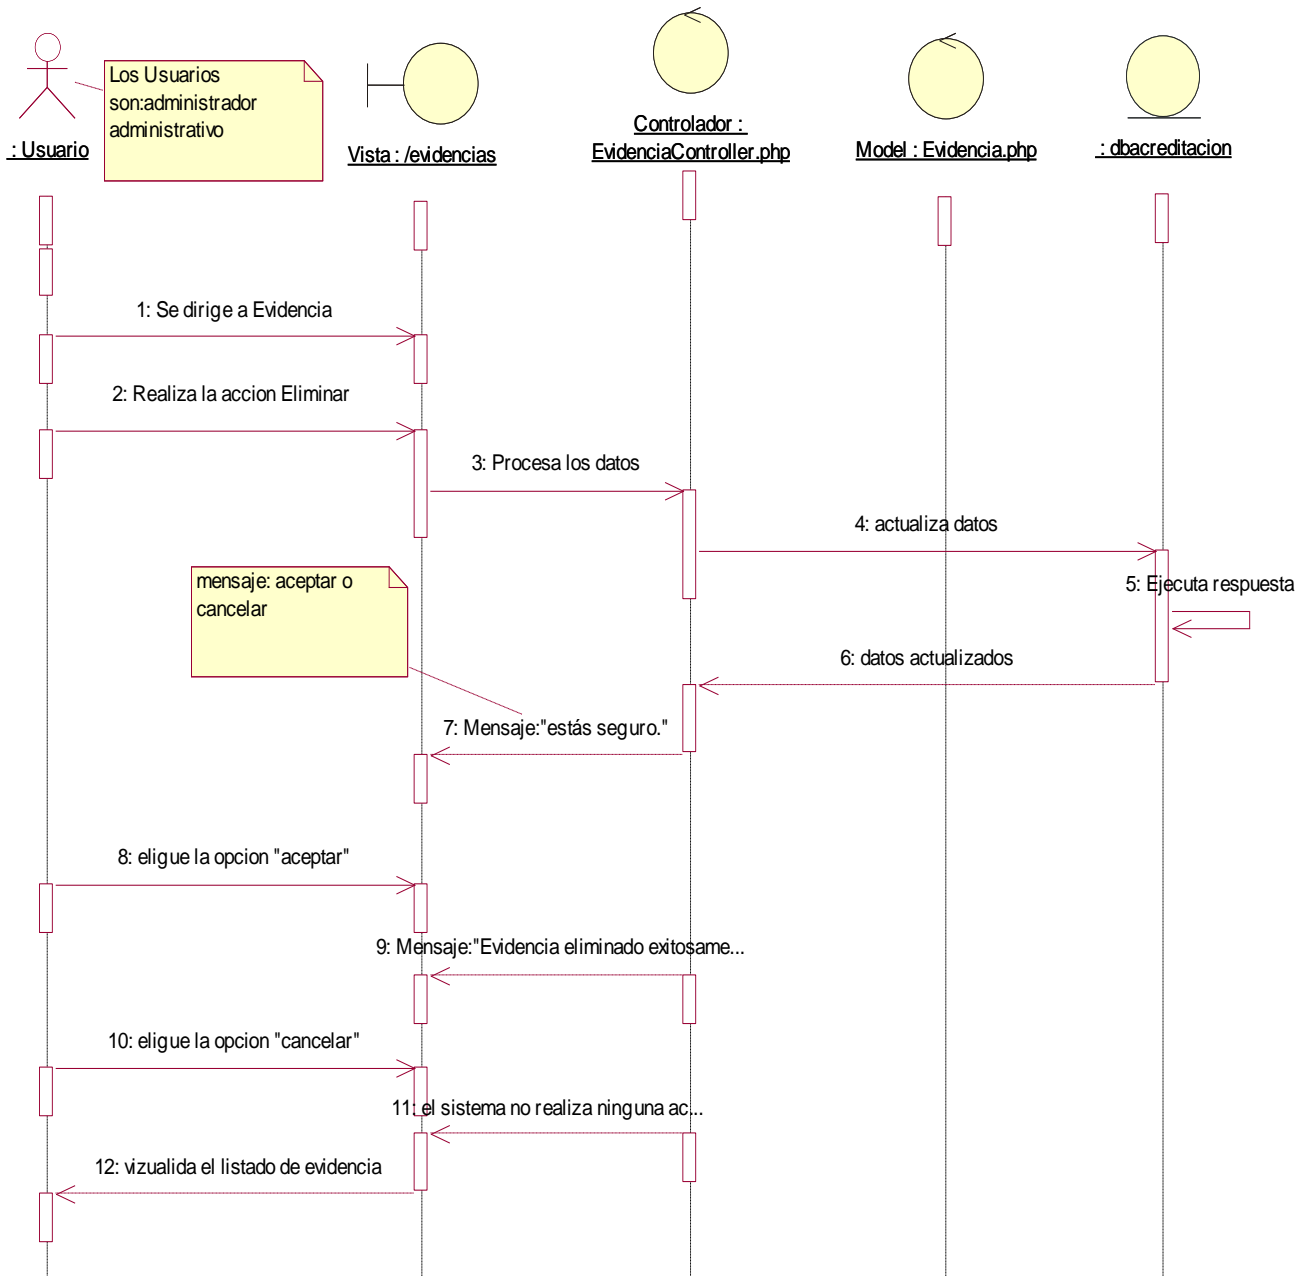 Los Usuarios
son:administrador
administrativo
: Usuario
Vista : /evidencias
Controlador :
EvidenciaController.php
Model : Evidencia.php
: dbacreditacion
1: Se dirige a Evidencia
2: Realiza la accion Eliminar
3: Procesa los datos
4: actualiza datos
5: Ejecuta respuesta
mensaje: aceptar o
cancelar
6: datos actualizados
7: Mensaje:"estás seguro."
8: eligue la opcion "aceptar"
9: Mensaje:"Evidencia eliminado exitosame...
10: eligue la opcion "cancelar"
11: el sistema no realiza ninguna ac...
12: vizualida el listado de evidencia